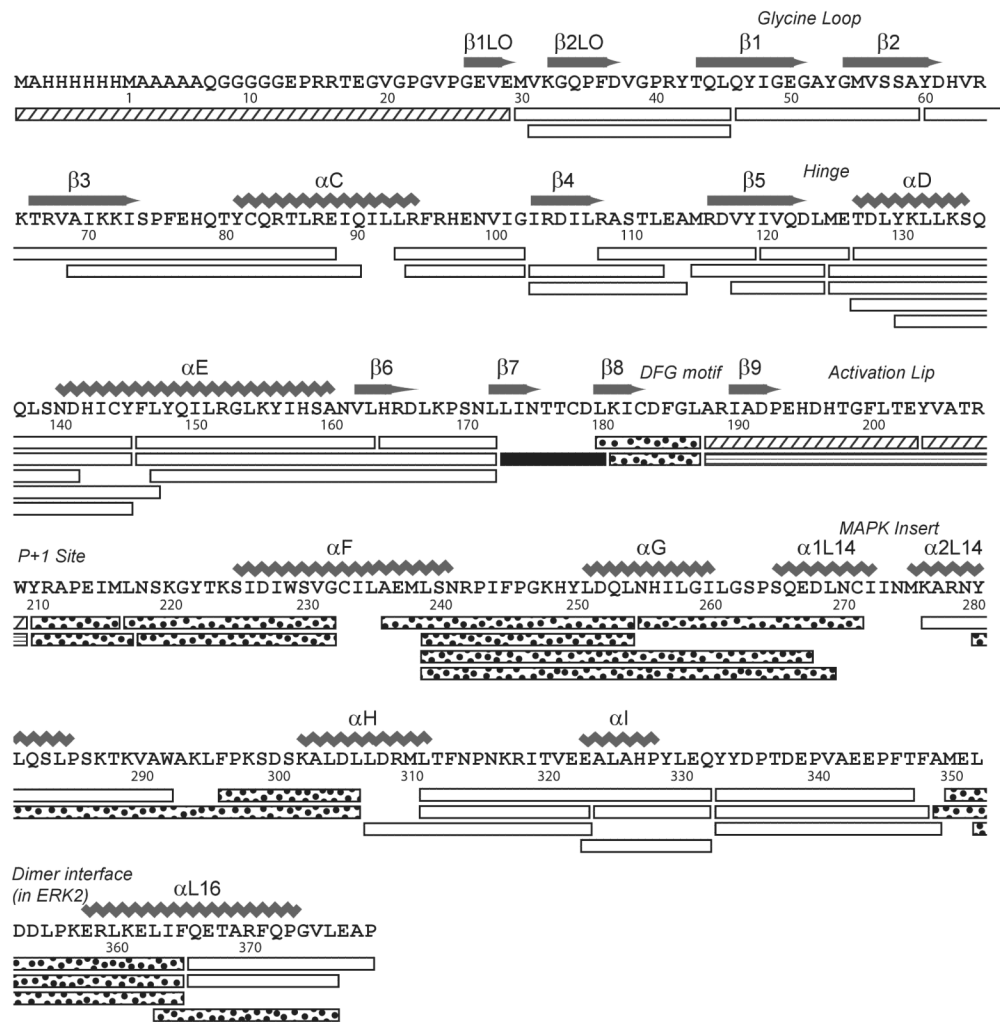 Glycine Loop
β1LO β2LO β1 β2
MAHHHHHHMAAAAAQGGGGGEPRRTEGVGPGVPGEVEMVKGQPFDVGPRYTQLQYIGEGAYGMVSSAYDHVR
1 10 20 30 40 50 60
β3 αC β4 β5 Hinge αD
KTRVAIKKISPFEHQTYCQRTLREIQILLRFRHENVIGIRDILRASTLEAMRDVYIVQDLMETDLYKLLKSQ
70 80 90 100 110 120 130
αE β6 β7 β8 DFG motif β9 Activation Lip
QLSNDHICYFLYQILRGLKYIHSANVLHRDLKPSNLLINTTCDLKICDFGLARIADPEHDHTGFLTEYVATR
140 150 160 172 180 190 200
P+1 Site αF αG α1L14 MAPK Insert α2L14
WYRAPEIMLNSKGYTKSIDIWSVGCILAEMLSNRPIFPGKHYLDQLNHILGILGSPSQEDLNCIINMKARNY
210 220 232 240 250 260 270 280
αH αI
LQSLPSKTKVAWAKLFPKSDSKALDLLDRMLTFNPNKRITVEEALAHPYLEQYYDPTDEPVAEEPFTFAMEL
290 302 310 320 330 340 350
Dimer interface
(in ERK2) αL16
DDLPKERLKELIFQETARFQPGVLEAP
360 370